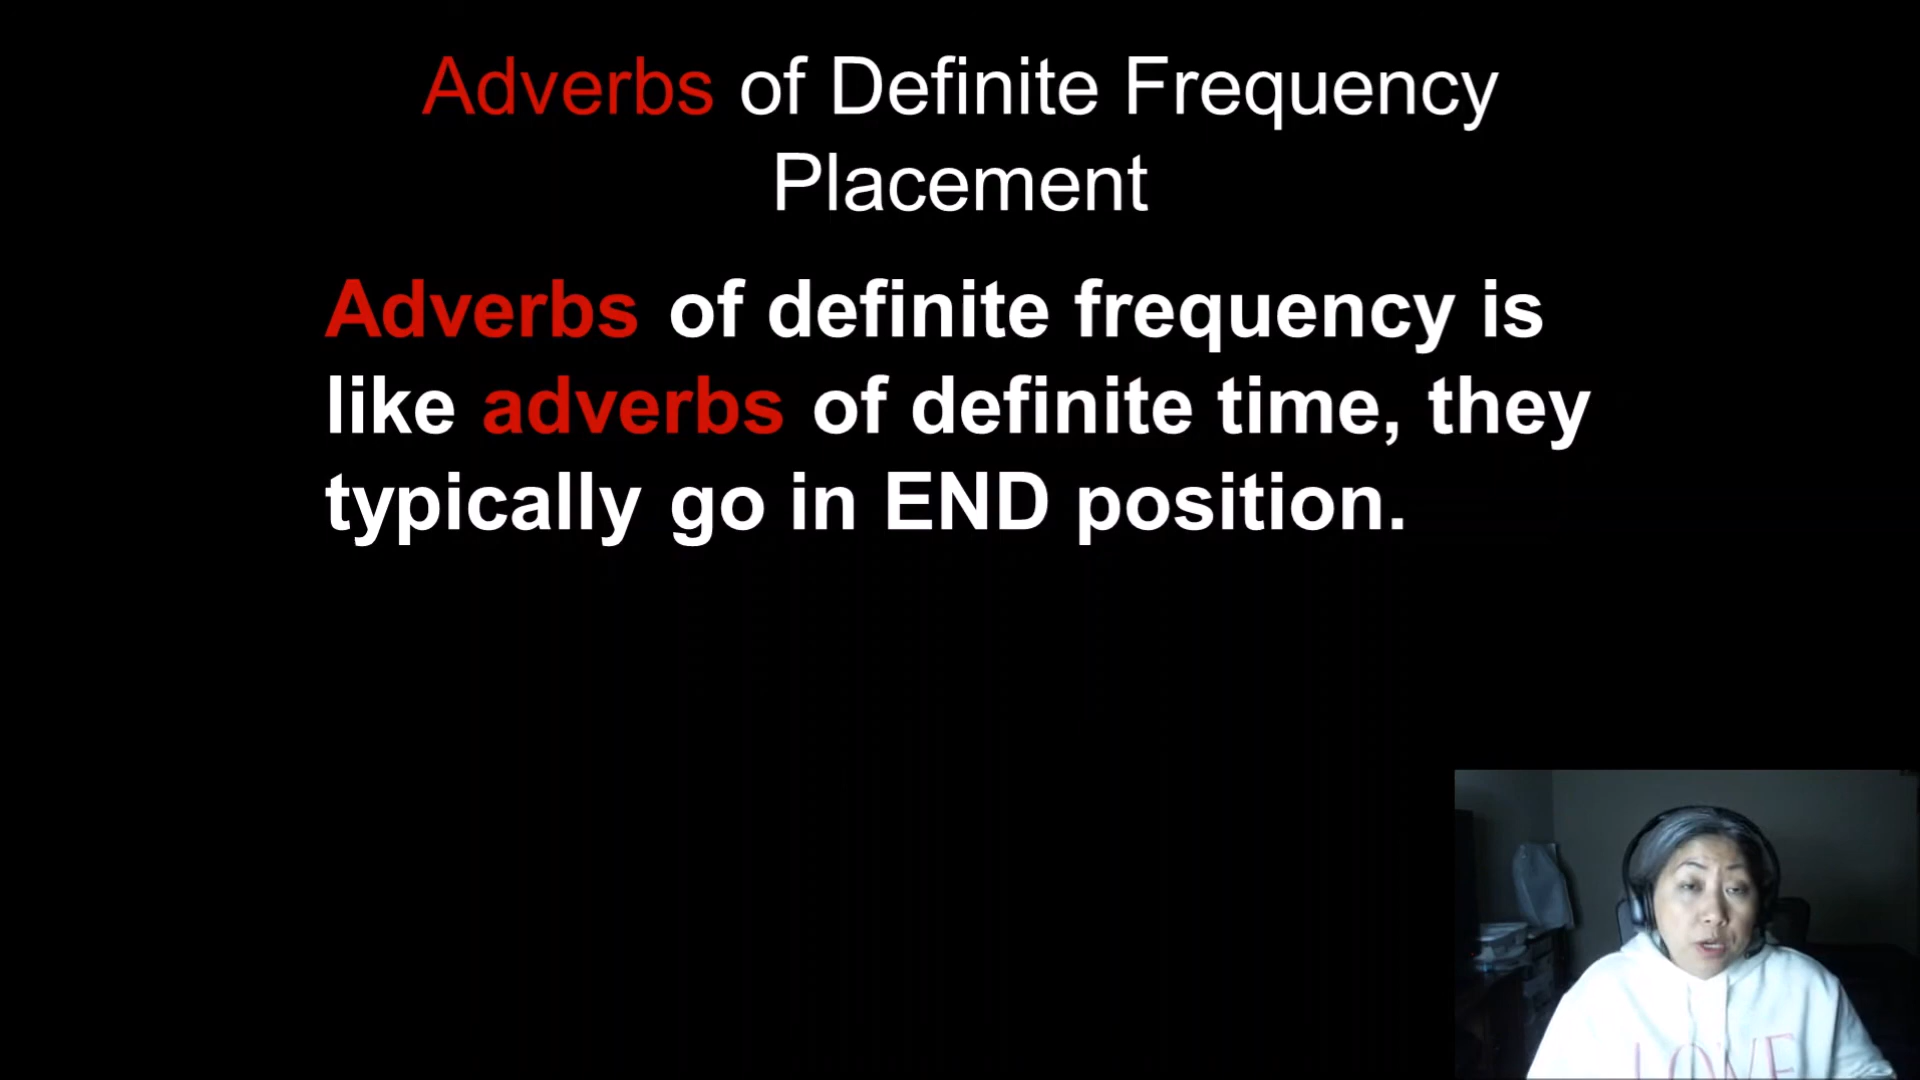 Adverbs of Definite Frequency
Placement
Adverbs of definite frequency is
like adverbs of definite time, they
typically go in END position.
LOVE